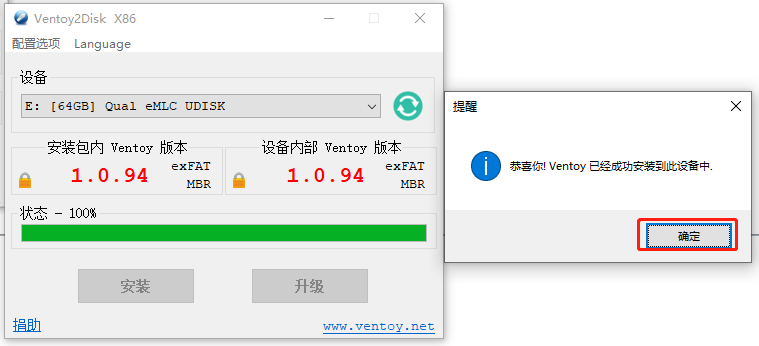 Ventoy2Disk X86
配置选项 Language
设备
E: [64GB] Qual eMLC UDISK
安装包内 Ventoy 版本
1.0.94
exFAT
MBR
设备内部 Ventoy 版本
1.0.94
exFAT
MBR
状态 - 100%
安装
升级
捐助
www.ventoy.net
提醒
恭喜你! Ventoy 已经成功安装到此设备中.
确定